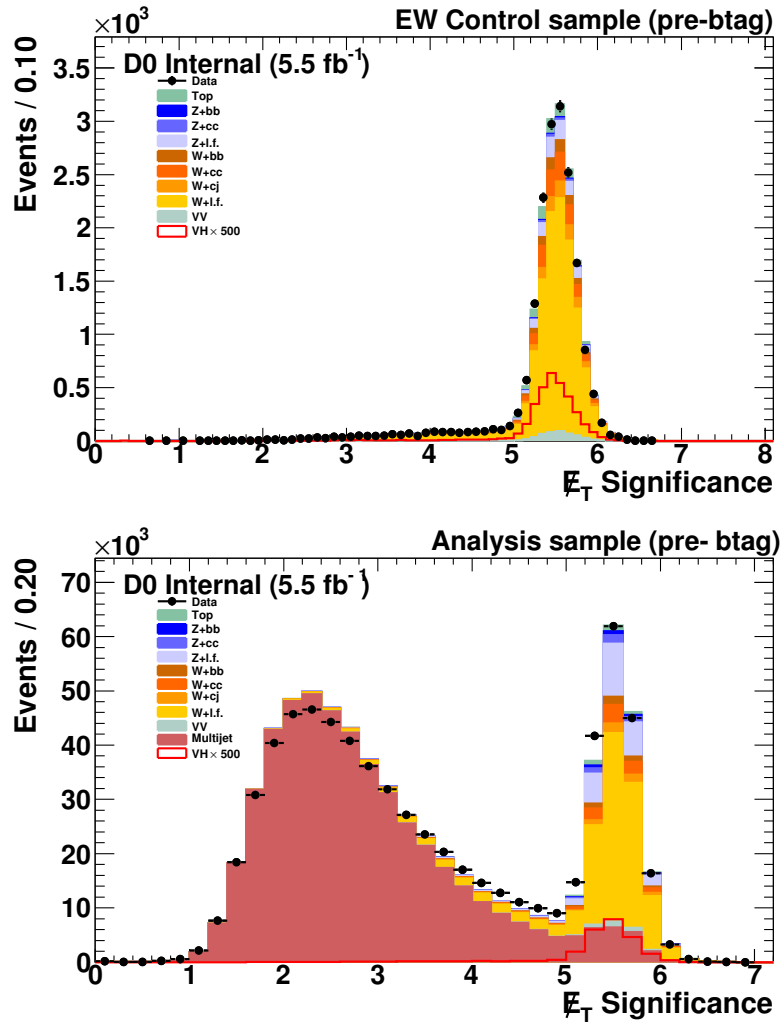 ×10³
EW Control sample (pre-btag)
Events / 0.10
D0 Internal (5.5 fb⁻¹)
Data
Top
Z+bb
Z+cc
Z+l.f.
W+bb
W+cc
W+cj
W+l.f.
VV
VH× 500
3.5
3
2.5
2
1.5
1
0.5
0
0 1 2 3 4 5 6 7 8
E̸_T Significance
×10³
Analysis sample (pre- btag)
Events / 0.20
D0 Internal (5.5 fb⁻¹)
Data
Top
Z+bb
Z+cc
Z+l.f.
W+bb
W+cc
W+cj
W+l.f.
VV
Multijet
VH× 500
70
60
50
40
30
20
10
0
0 1 2 3 4 5 6 7
E̸_T Significance